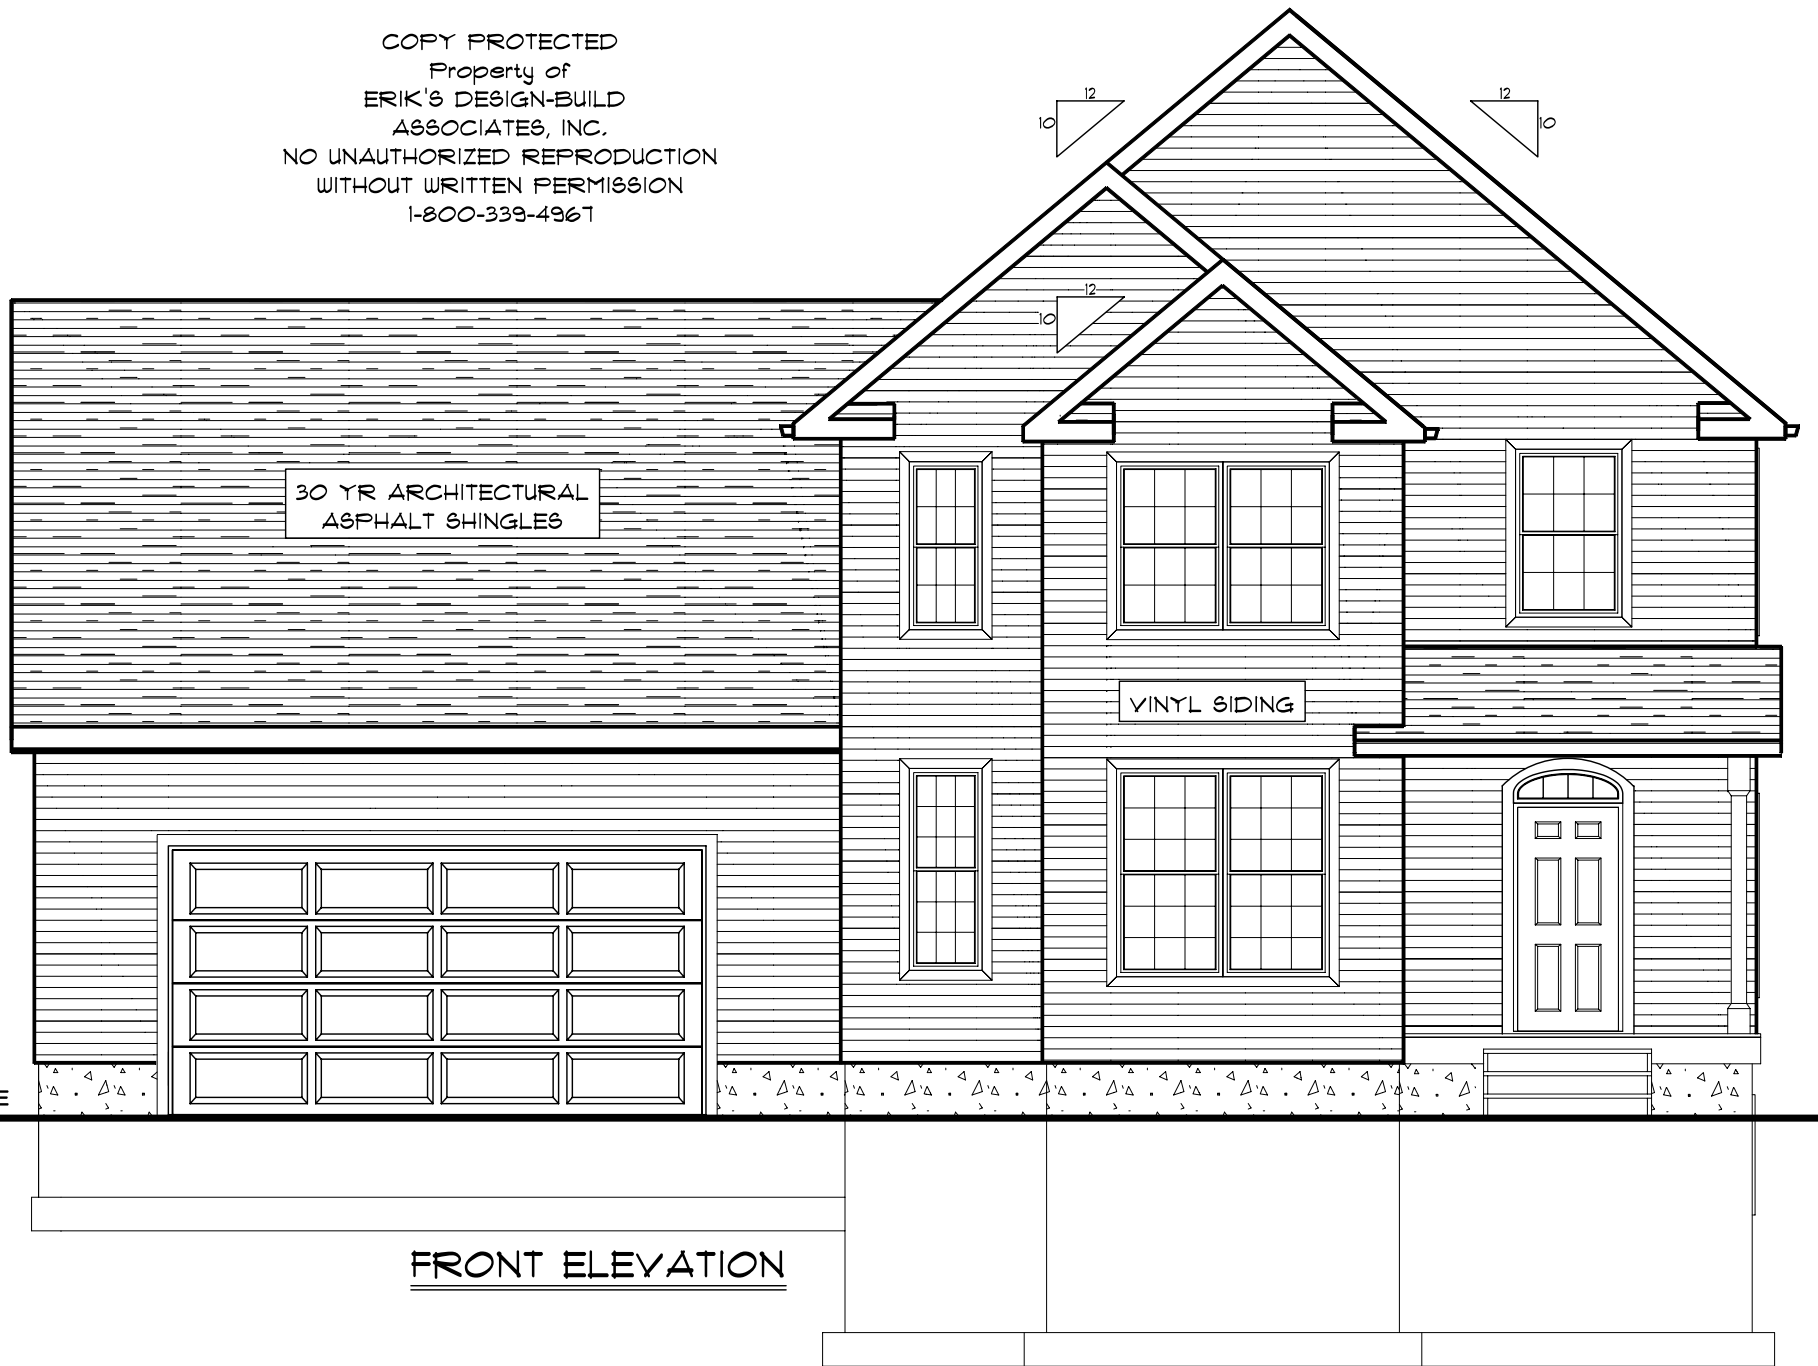 COPY PROTECTED
Property of
ERIK'S DESIGN-BUILD
ASSOCIATES, INC.
NO UNAUTHORIZED REPRODUCTION
WITHOUT WRITTEN PERMISSION
1-800-339-4967
12
10
12
10
12
10
30 YR ARCHITECTURAL
ASPHALT SHINGLES
VINYL SIDING
FRONT ELEVATION